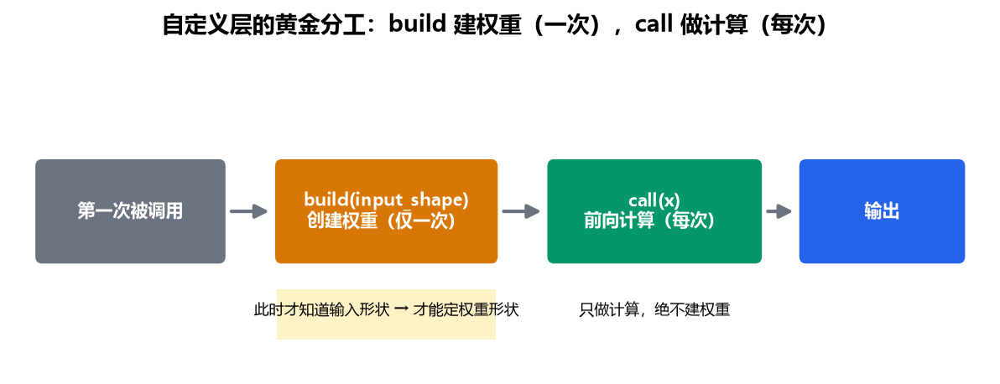 自定义层的黄金分工：build 建权重（一次），call 做计算（每次）
第一次被调用
build(input_shape)
创建权重（仅一次）
call(x)
前向计算（每次）
输出
此时才知道输入形状 → 才能定权重形状
只做计算，绝不建权重